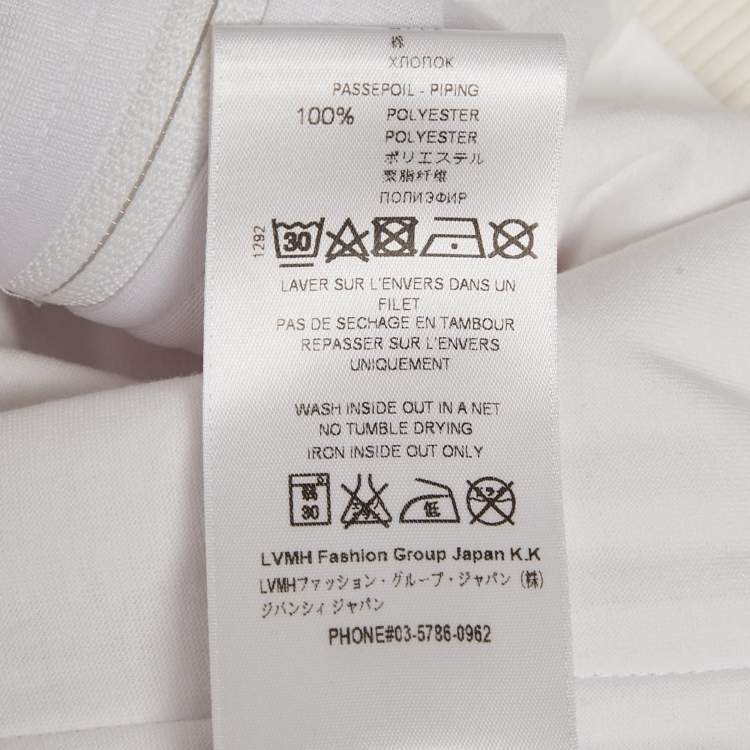 ХЛОПОК
PASSEPOIL - PIPING
100% POLYESTER
POLYESTER
ポリエステル
聚脂纤维
ПОЛИЭФИР
1292
30
LAVER SUR L'ENVERS DANS UN
FILET
PAS DE SECHAGE EN TAMBOUR
REPASSER SUR L'ENVERS
UNIQUEMENT
WASH INSIDE OUT IN A NET
NO TUMBLE DRYING
IRON INSIDE OUT ONLY
弱
30
低
LVMH Fashion Group Japan K.K
LVMHファッション・グループ・ジャパン (株)
ジバンシィ ジャパン
PHONE#03-5786-0962